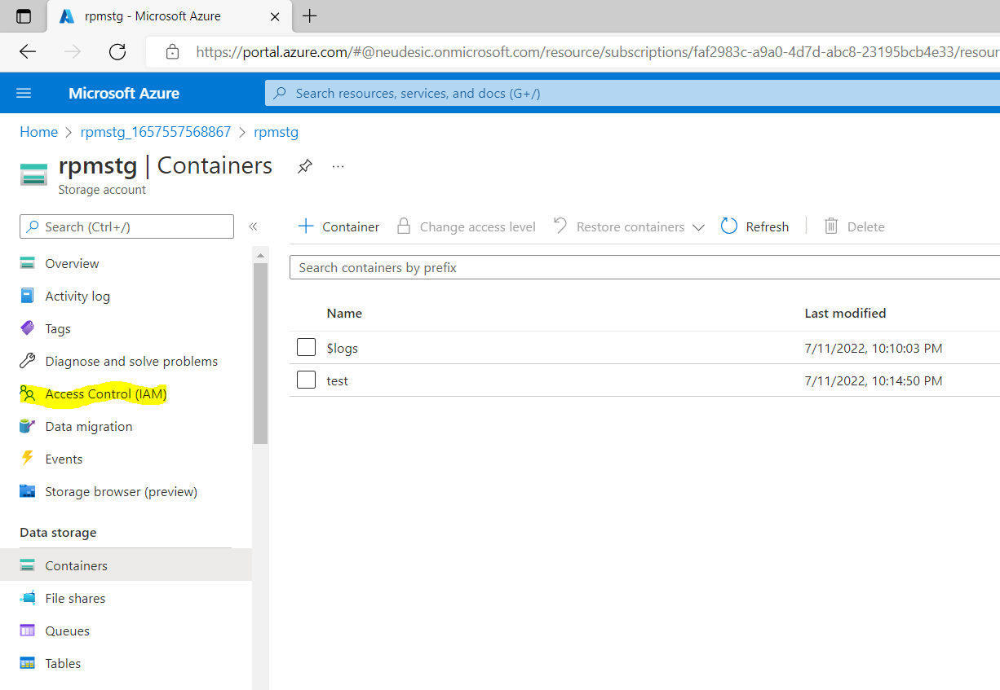 rpmstg - Microsoft Azure
https://portal.azure.com/#@neudesic.onmicrosoft.com/resource/subscriptions/faf2983c-a9a0-4d7d-abc8-23195bcb4e33/resour
Microsoft Azure
Search resources, services, and docs (G+/)
Home > rpmstg_1657557568867 > rpmstg
rpmstg | Containers
Storage account
Search (Ctrl+/)
Overview
Activity log
Tags
Diagnose and solve problems
Access Control (IAM)
Data migration
Events
Storage browser (preview)
Data storage
Containers
File shares
Queues
Tables
Container Change access level Restore containers Refresh Delete
Search containers by prefix
Name Last modified
$logs 7/11/2022, 10:10:03 PM
test 7/11/2022, 10:14:50 PM